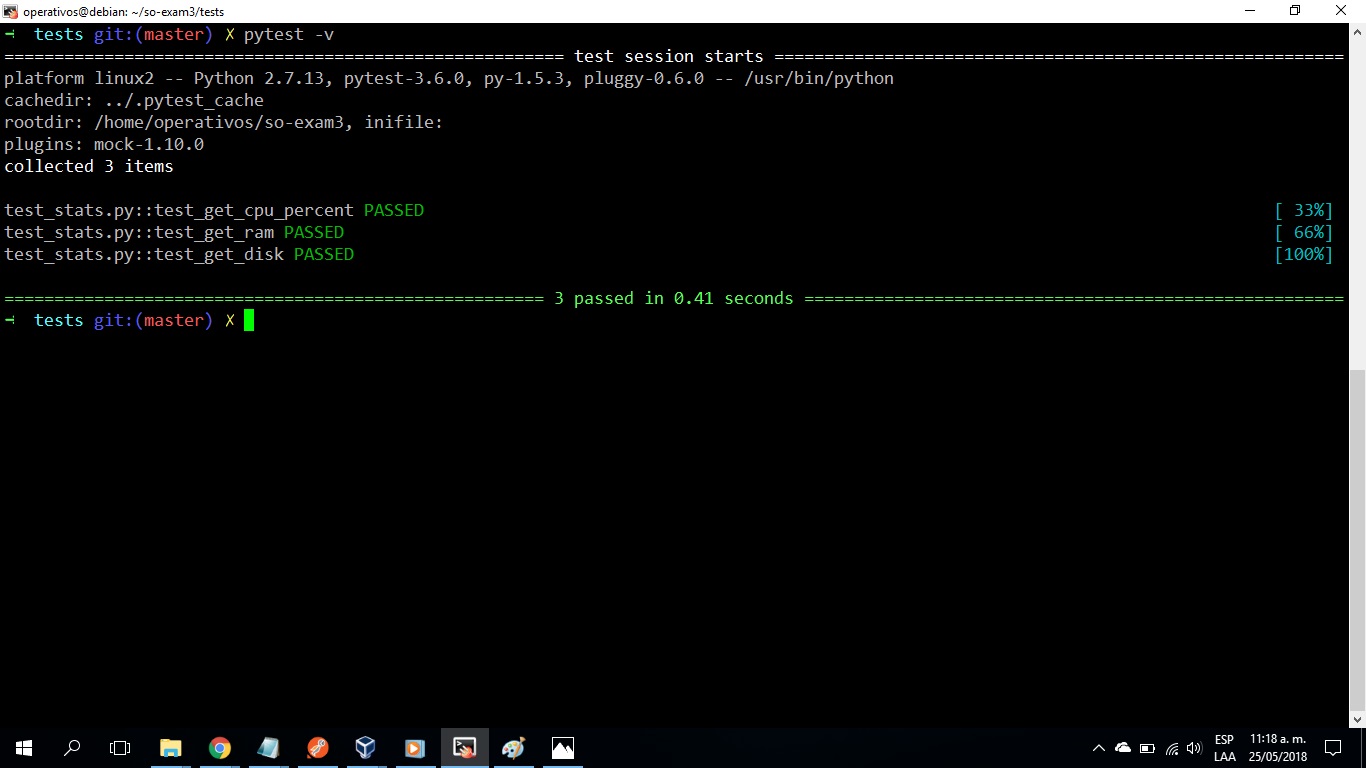 operativos@debian: ~/so-exam3/tests
→ tests git:(master) ✗ pytest -v
======================================================== test session starts =========================================================
platform linux2 -- Python 2.7.13, pytest-3.6.0, py-1.5.3, pluggy-0.6.0 -- /usr/bin/python
cachedir: ../.pytest_cache
rootdir: /home/operativos/so-exam3, inifile:
plugins: mock-1.10.0
collected 3 items
test_stats.py::test_get_cpu_percent PASSED [ 33%]
test_stats.py::test_get_ram PASSED [ 66%]
test_stats.py::test_get_disk PASSED [100%]
====================================================== 3 passed in 0.41 seconds ======================================================
→ tests git:(master) ✗
ESP
LAA
11:18 a. m.
25/05/2018